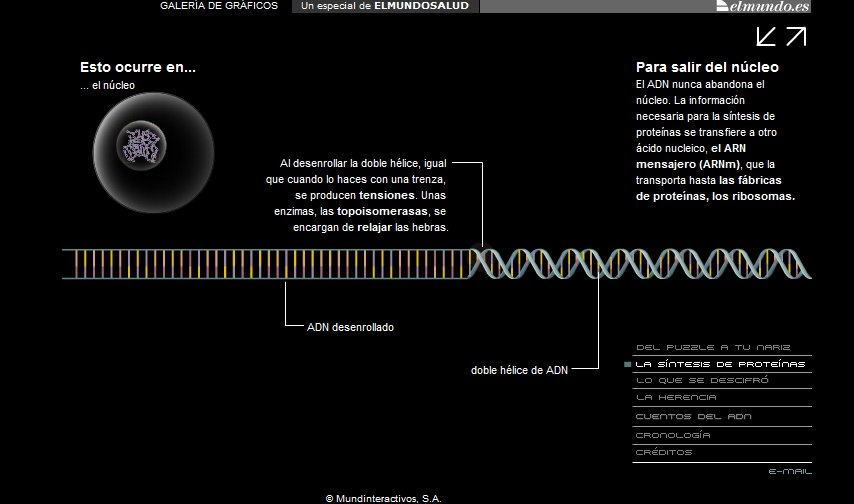 GALERÍA DE GRÁFICOS
Un especial de ELMUNDOSALUD
elmundo.es
Esto ocurre en...
... el núcleo
Para salir del núcleo
El ADN nunca abandona el
núcleo. La información
necesaria para la síntesis de
proteínas se transfiere a otro
ácido nucleico, el ARN
mensajero (ARNm), que la
transporta hasta las fábricas
de proteínas, los ribosomas.
Al desenrollar la doble hélice, igual
que cuando lo haces con una trenza,
se producen tensiones. Unas
enzimas, las topoisomerasas, se
encargan de relajar las hebras.
ADN desenrollado
doble hélice de ADN
DEL PUZZLE A TU NARIZ
LA SÍNTESIS DE PROTEÍNAS
LO QUE SE DESCIFRÓ
LA HERENCIA
CUENTOS DEL ADN
CRONOLOGÍA
CRÉDITOS
E-MAIL
© Mundinteractivos, S.A.